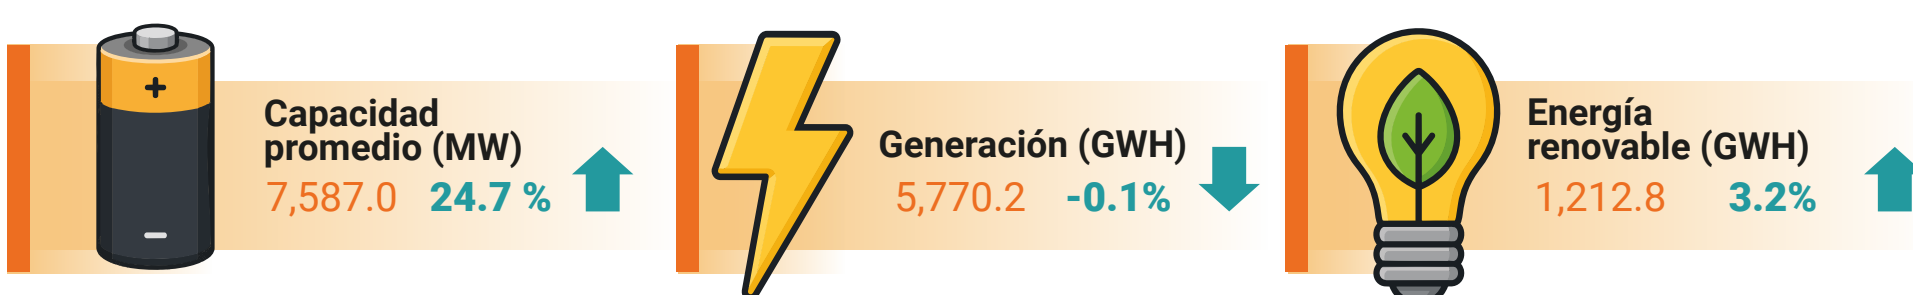 Capacidad
promedio (MW)
7,587.0 24.7 %
Generación (GWH)
5,770.2 -0.1%
Energía
renovable (GWH)
1,212.8 3.2%